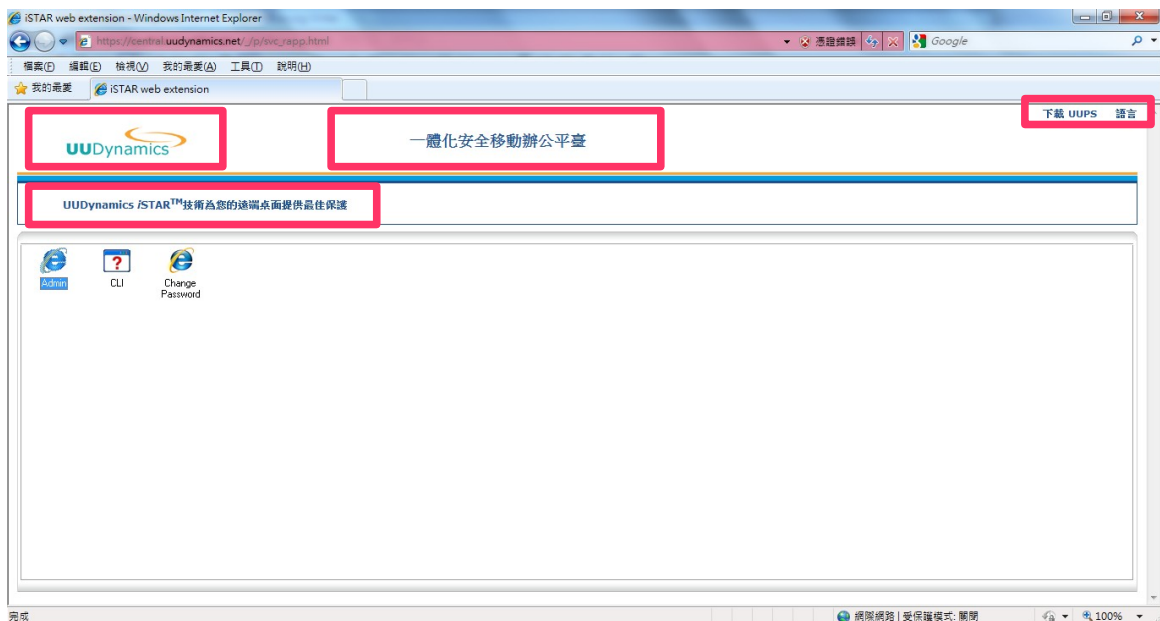 iSTAR web extension - Windows Internet Explorer
https://central.uudynamics.net/_/p/svc_rapp.html
憑證錯誤
Google
檔案(F) 編輯(E) 檢視(V) 我的最愛(A) 工具(T) 說明(H)
我的最愛
iSTAR web extension
下載 UUPS 語言
UUDynamics
一體化安全移動辦公平臺
UUDynamics iSTAR™技術為您的遠端桌面提供最佳保護
Admin
CLI
Change
Password
完成
網際網路 | 受保護模式: 關閉
100%